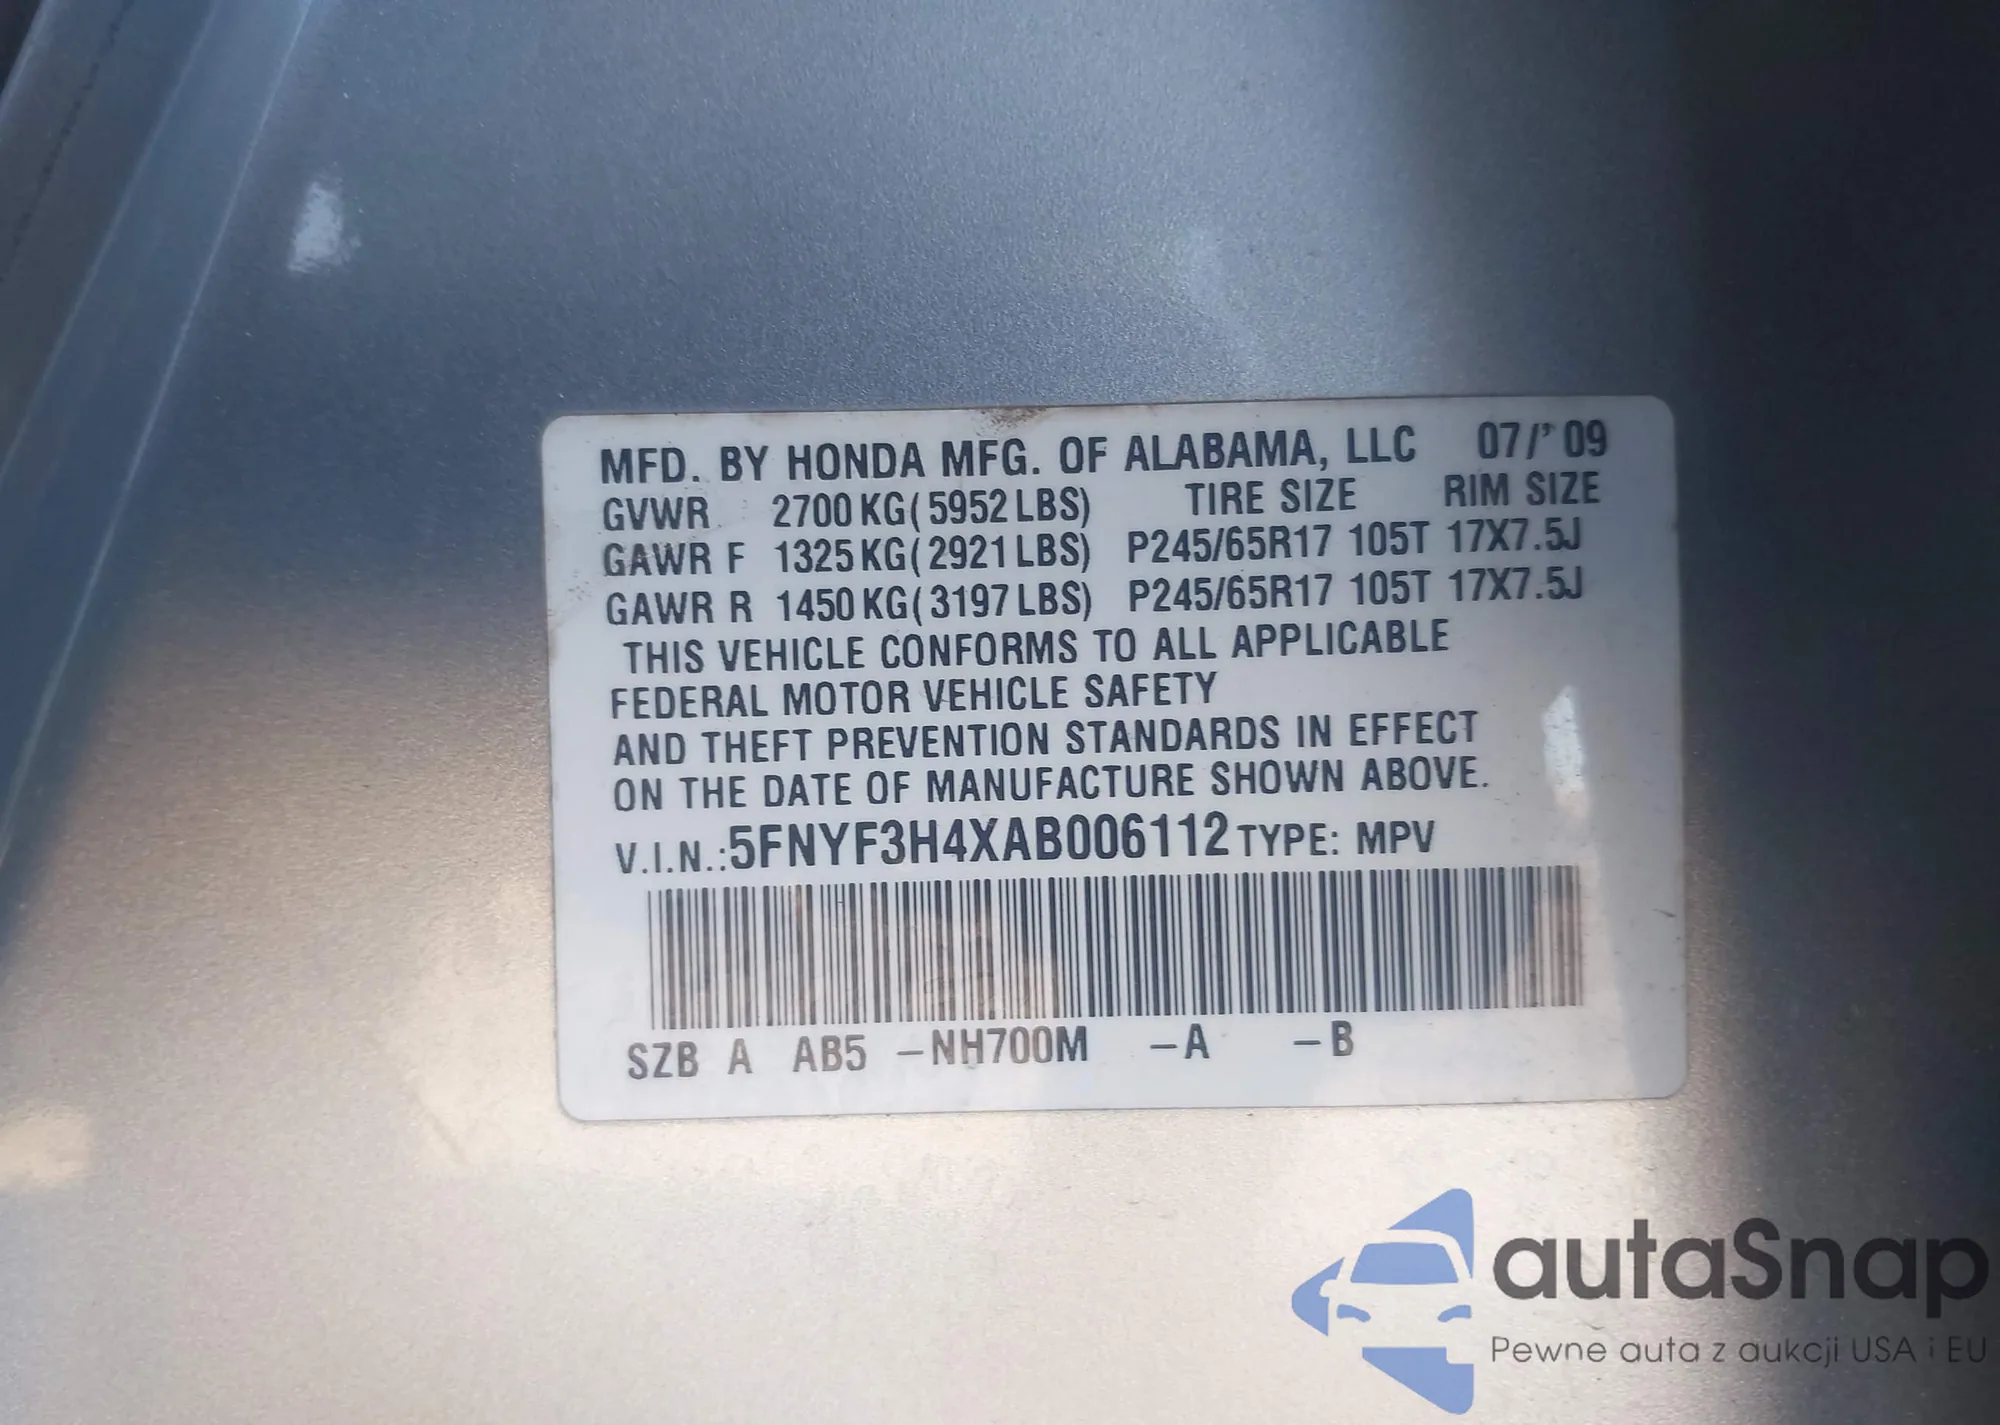 MFD. BY HONDA MFG. OF ALABAMA, LLC 07/'09
GVWR 2700 KG(5952 LBS) TIRE SIZE RIM SIZE
GAWR F 1325 KG(2921 LBS) P245/65R17 105T 17X7.5J
GAWR R 1450 KG(3197 LBS) P245/65R17 105T 17X7.5J
THIS VEHICLE CONFORMS TO ALL APPLICABLE
FEDERAL MOTOR VEHICLE SAFETY
AND THEFT PREVENTION STANDARDS IN EFFECT
ON THE DATE OF MANUFACTURE SHOWN ABOVE.
V.I.N.:5FNYF3H4XAB006112 TYPE: MPV
SZB A AB5 -NH700M -A -B
autaSnap
Pewne auta z aukcji USA i EU